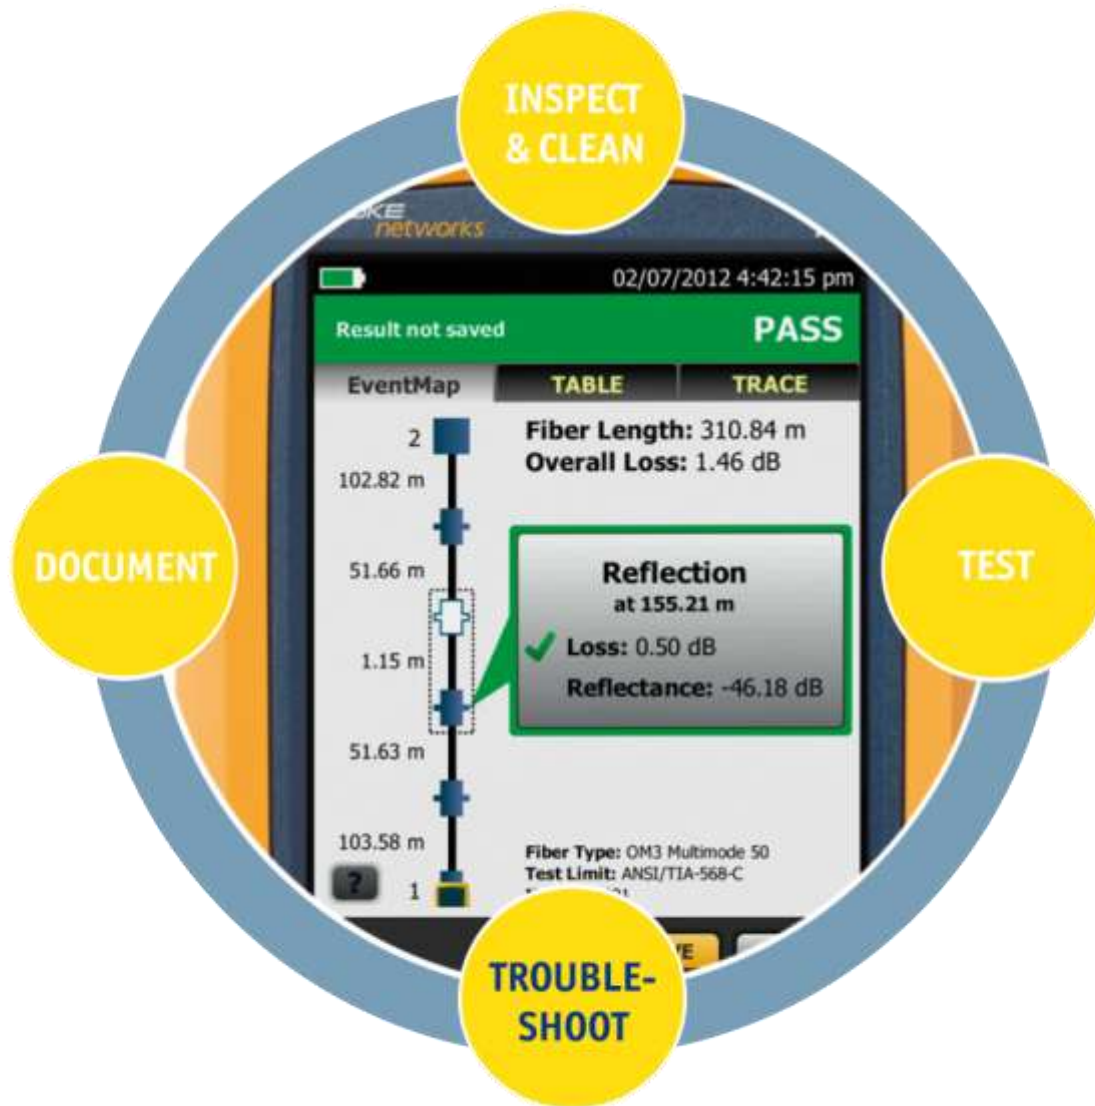 INSPECT
& CLEAN
networks
02/07/2012 4:42:15 pm
Result not saved
PASS
EventMap
TABLE
TRACE
2
Fiber Length: 310.84 m
Overall Loss: 1.46 dB
102.82 m
51.66 m
DOCUMENT
TEST
Reflection
at 155.21 m
Loss: 0.50 dB
Reflectance: -46.18 dB
1.15 m
51.63 m
103.58 m
Fiber Type: OM3 Multimode 50
Test Limit: ANSI/TIA-568-C
?
1
TROUBLE-
SHOOT